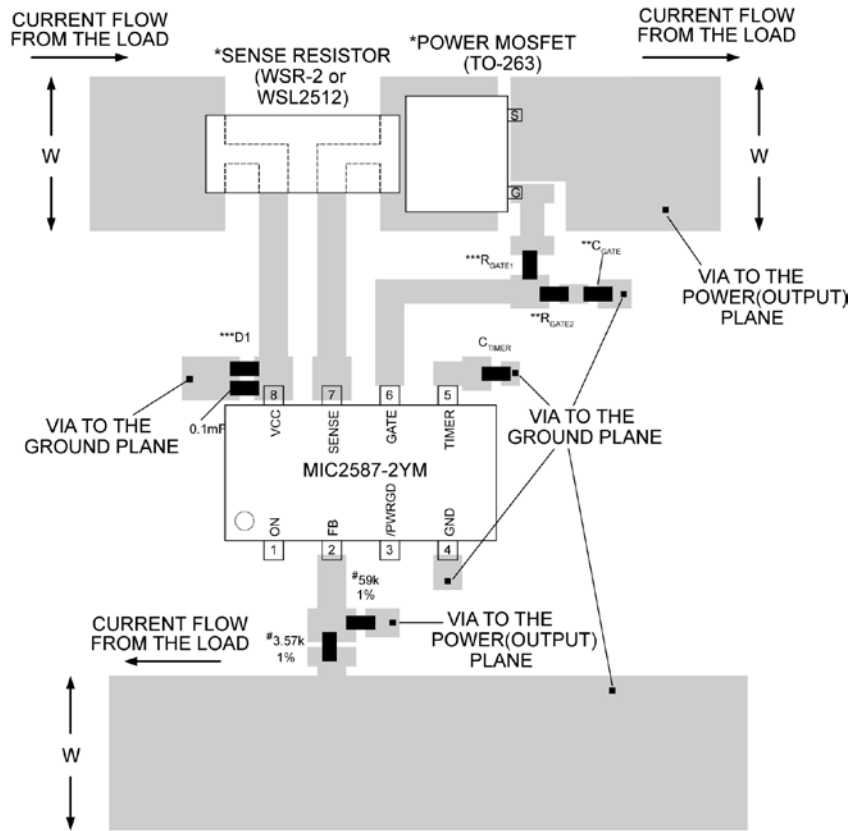 CURRENT FLOW
FROM THE LOAD
*SENSE RESISTOR
(WSR-2 or
WSL2512)
*POWER MOSFET
(TO-263)
CURRENT FLOW
FROM THE LOAD
W
S
G
W
***RGATE1
**CGATE
**RGATE2
VIA TO THE
POWER(OUTPUT)
PLANE
***D1
CTIMER
VIA TO THE
GROUND PLANE
0.1mF
8
7
6
5
VCC
SENSE
GATE
TIMER
VIA TO THE
GROUND PLANE
MIC2587-2YM
ON
FB
/PWRGD
GND
1
2
3
4
#59k
1%
CURRENT FLOW
FROM THE LOAD
#3.57k
1%
VIA TO THE
POWER(OUTPUT)
PLANE
W